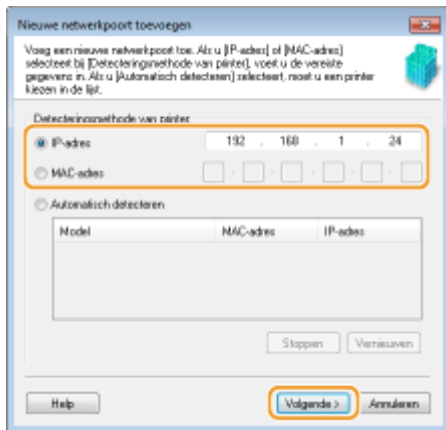 Nieuwe netwerkpoort toevoegen
Voeg een nieuwe netwerkpoort toe. Als u [IP-adres] of [MAC-adres]
selecteert bij [Detecteringsmethode van printer], voert u de vereiste
gegevens in. Als u [Automatisch detecteren] selecteert, moet u een printer
kiezen in de lijst.
Detecteringsmethode van printer
IP-adres 192 . 168 . 1 . 24
MAC-adres
Automatisch detecteren
Model MAC-adres IP-adres
Stoppen Vernieuwen
Help Volgende > Annuleren